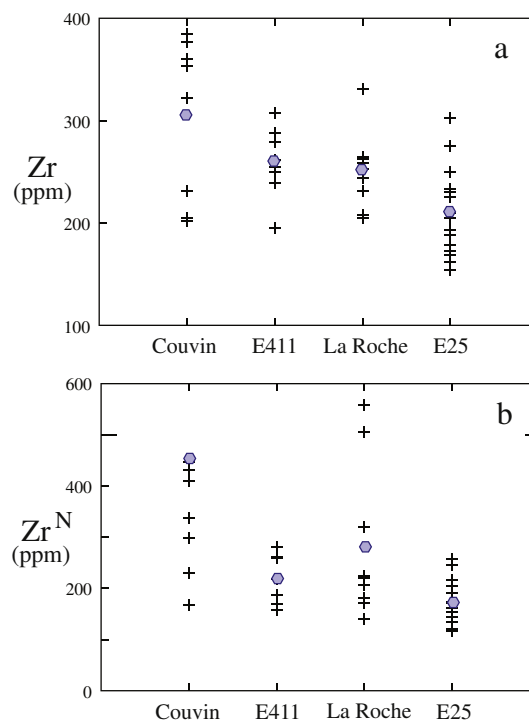 400
a
300
Zr
(ppm)
200
100
Couvin E411 La Roche E25
600
b
400
Zr N
(ppm)
200
0
Couvin E411 La Roche E25